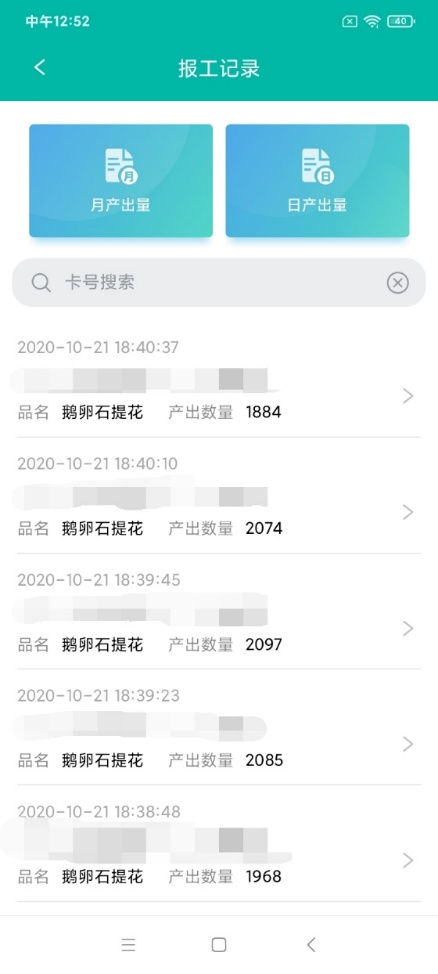 中午12:52
40
报工记录
月
日
月产出量
日产出量
卡号搜索
2020-10-21 18:40:37
品名 鹅卵石提花 产出数量 1884
2020-10-21 18:40:10
品名 鹅卵石提花 产出数量 2074
2020-10-21 18:39:45
品名 鹅卵石提花 产出数量 2097
2020-10-21 18:39:23
品名 鹅卵石提花 产出数量 2085
2020-10-21 18:38:48
品名 鹅卵石提花 产出数量 1968